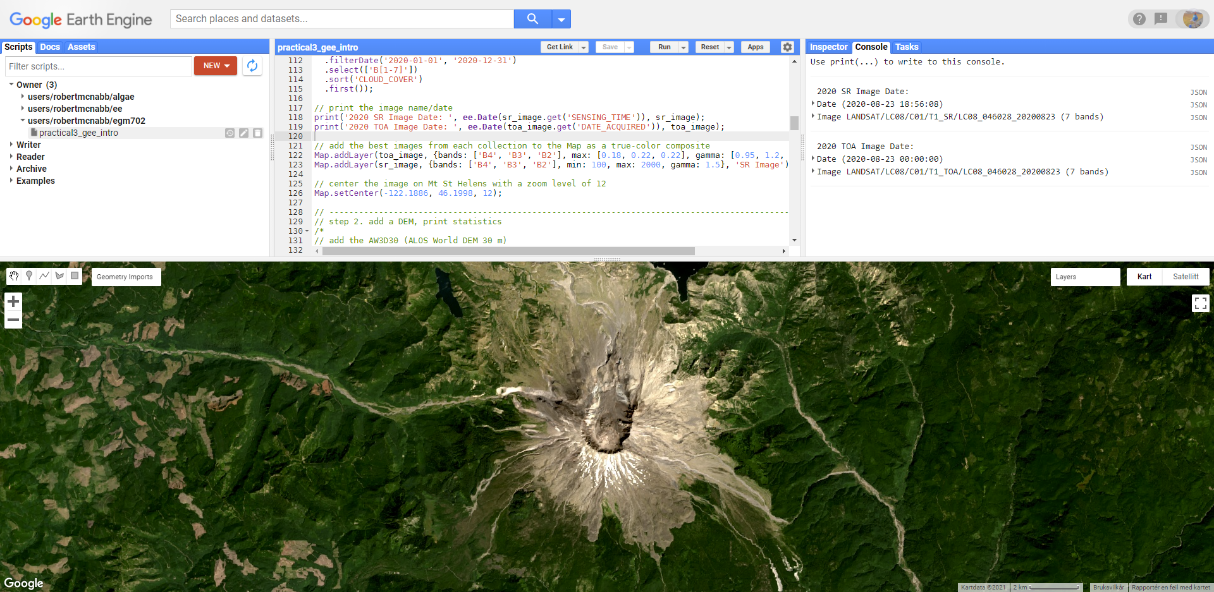 Google Earth Engine
Search places and datasets...
Scripts Docs Assets
Filter scripts...
NEW
Owner (3)
users/robertmcnabb/algae
users/robertmcnabb/ee
users/robertmcnabb/egm702
practical3_gee_intro
Writer
Reader
Archive
Examples
practical3_gee_intro
Get Link Save Run Reset Apps
112 .filterDate('2020-01-01', '2020-12-31')
113 .select(['B[1-7]'])
114 .sort('CLOUD_COVER')
115 .first());
116
117 // print the image name/date
118 print('2020 SR Image Date: ', ee.Date(sr_image.get('SENSING_TIME')), sr_image);
119 print('2020 TOA Image Date: ', ee.Date(toa_image.get('DATE_ACQUIRED')), toa_image);
120
121 // add the best images from each collection to the Map as a true-color composite
122 Map.addLayer(toa_image, {bands: ['B4', 'B3', 'B2'], max: [0.18, 0.22, 0.22], gamma: [0.95, 1.2,
123 Map.addLayer(sr_image, {bands: ['B4', 'B3', 'B2'], min: 100, max: 2000, gamma: 1.5}, 'SR Image')
124
125 // center the image on Mt St Helens with a zoom level of 12
126 Map.setCenter(-122.1886, 46.1998, 12);
127
128 // --------------------------------------------------------------------------------
129 // step 2. add a DEM, print statistics
130 /*
131 // add the AW3D30 (ALOS World DEM 30 m)
132
Inspector Console Tasks
Use print(...) to write to this console.
2020 SR Image Date:
JSON
Date (2020-08-23 18:56:08)
JSON
Image LANDSAT/LC08/C01/T1_SR/LC08_046028_20200823 (7 bands)
JSON
2020 TOA Image Date:
JSON
Date (2020-08-23 00:00:00)
JSON
Image LANDSAT/LC08/C01/T1_TOA/LC08_046028_20200823 (7 bands)
JSON
Geometry Imports
Layers
Kart Satellitt
Google
Kartdata ©2021 2 km Bruksvilkår Rapportér en feil med kartet